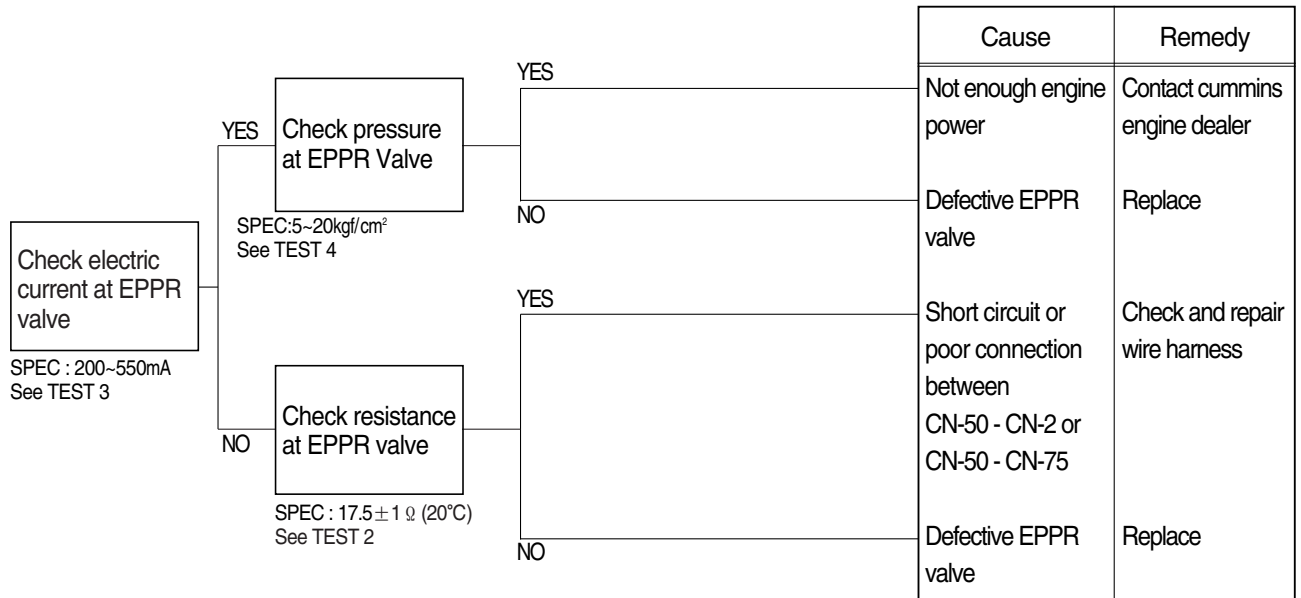 Cause
Remedy
YES
Not enough engine
power
Contact cummins
engine dealer
YES
Check pressure
at EPPR Valve
SPEC:5~20kgf/cm²
See TEST 4
NO
Defective EPPR
valve
Replace
Check electric
current at EPPR
valve
SPEC : 200~550mA
See TEST 3
YES
Short circuit or
poor connection
between
CN-50 - CN-2 or
CN-50 - CN-75
Check and repair
wire harness
NO
Check resistance
at EPPR valve
SPEC : 17.5±1 Ω (20°C)
See TEST 2
NO
Defective EPPR
valve
Replace